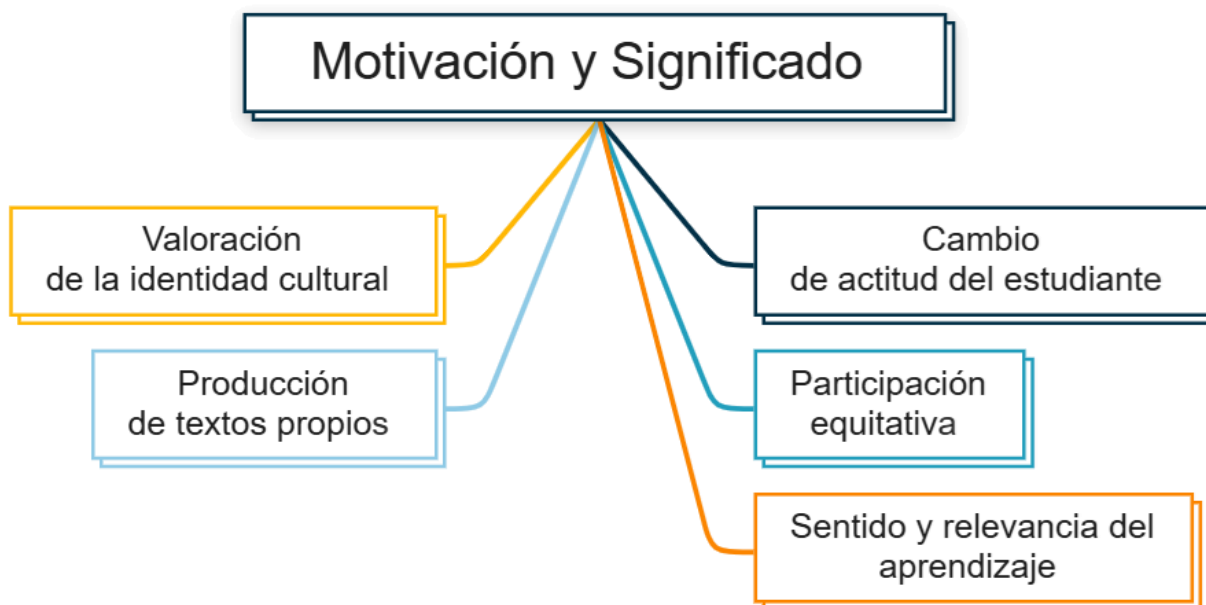 Motivación y Significado
Valoración
de la identidad cultural
Producción
de textos propios
Cambio
de actitud del estudiante
Participación
equitativa
Sentido y relevancia del
aprendizaje